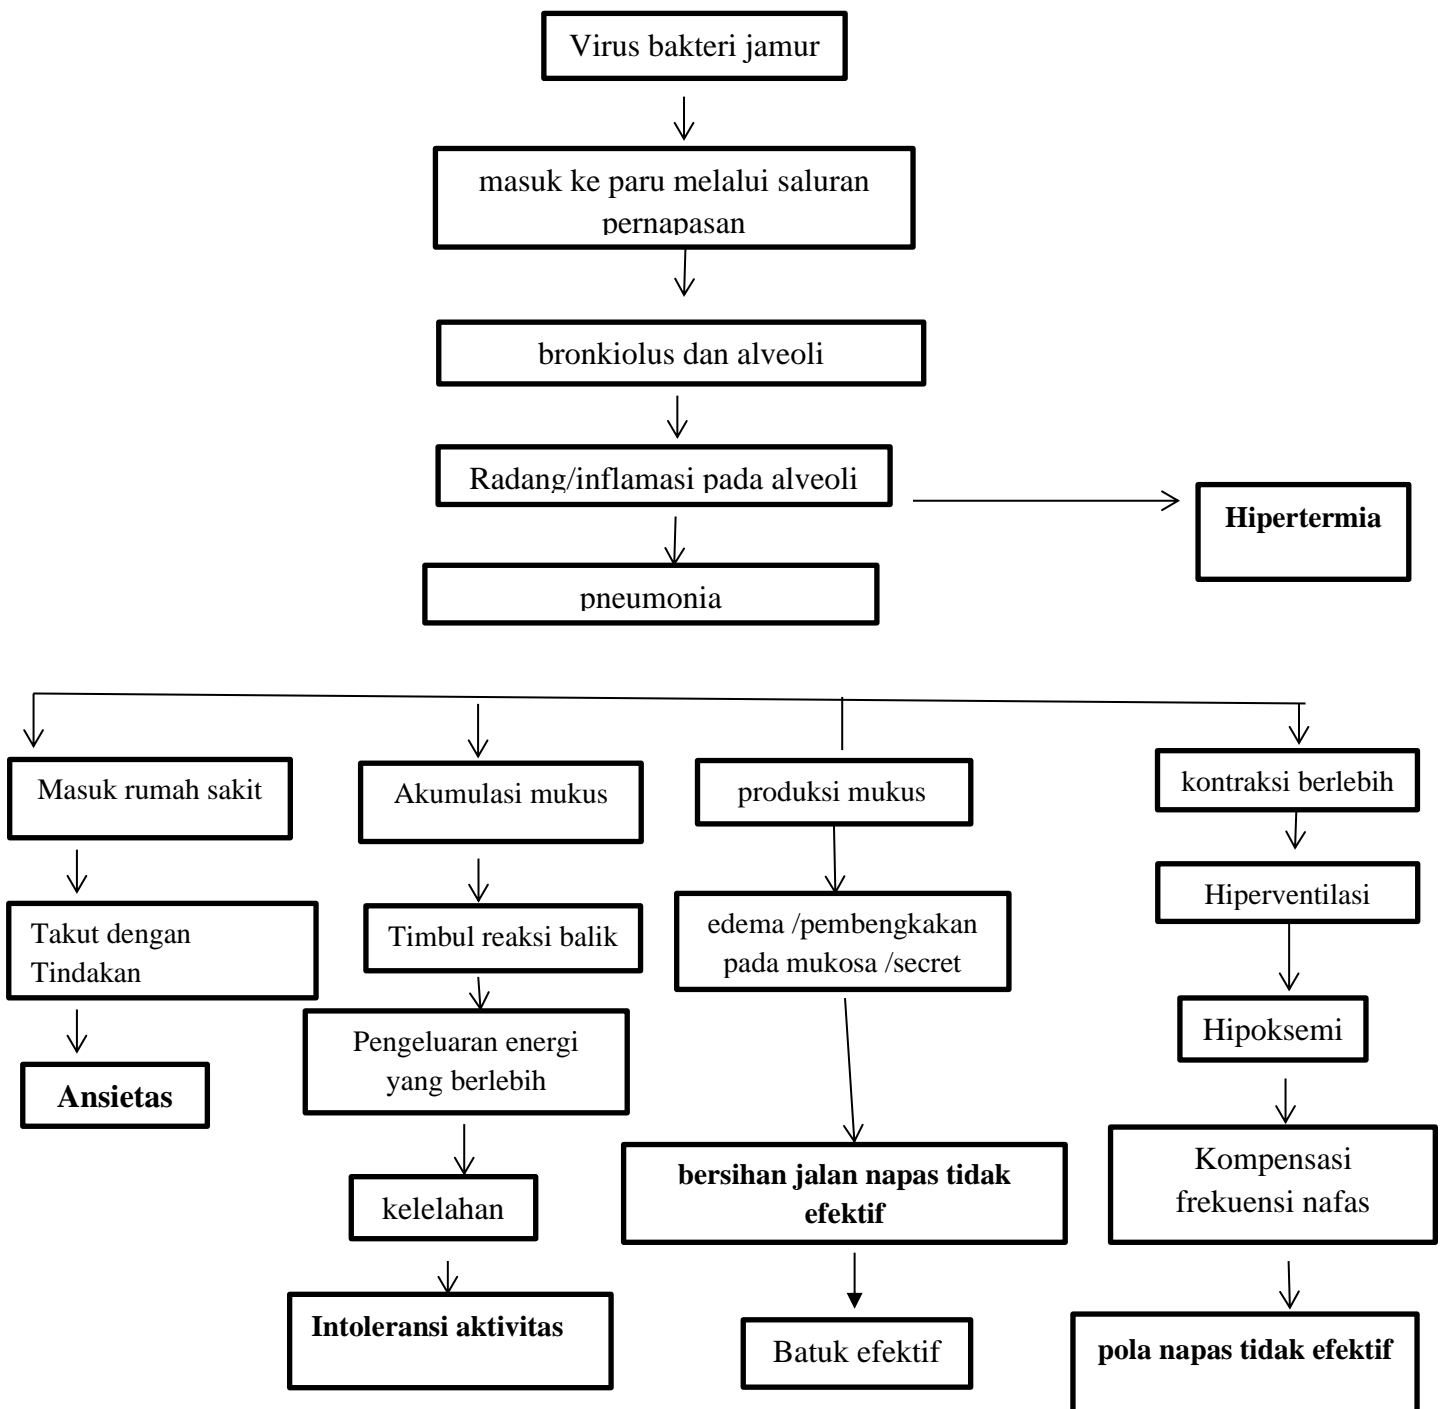 Virus bakteri jamur
masuk ke paru melalui saluran
pernapasan
bronkiolus dan alveoli
Radang/inflamasi pada alveoli
Hipertermia
pneumonia
Masuk rumah sakit
Akumulasi mukus
produksi mukus
kontraksi berlebih
Takut dengan
Tindakan
Timbul reaksi balik
edema /pembengkakan
pada mukosa /secret
Hiperventilasi
Ansietas
Pengeluaran energi
yang berlebih
Hipoksemi
kelelahan
bersihan jalan napas tidak
efektif
Kompensasi
frekuensi nafas
Intoleransi aktivitas
Batuk efektif
pola napas tidak efektif